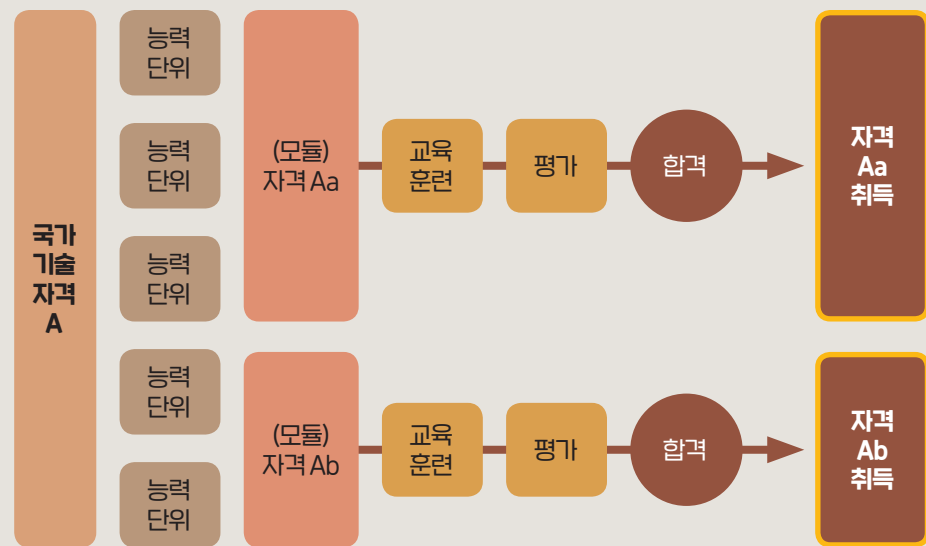 국가
기술
자격
A
능력
단위
능력
단위
능력
단위
능력
단위
능력
단위
(모듈)
자격 Aa
교육
훈련
평가
합격
자격
Aa
취득
(모듈)
자격 Ab
교육
훈련
평가
합격
자격
Ab
취득